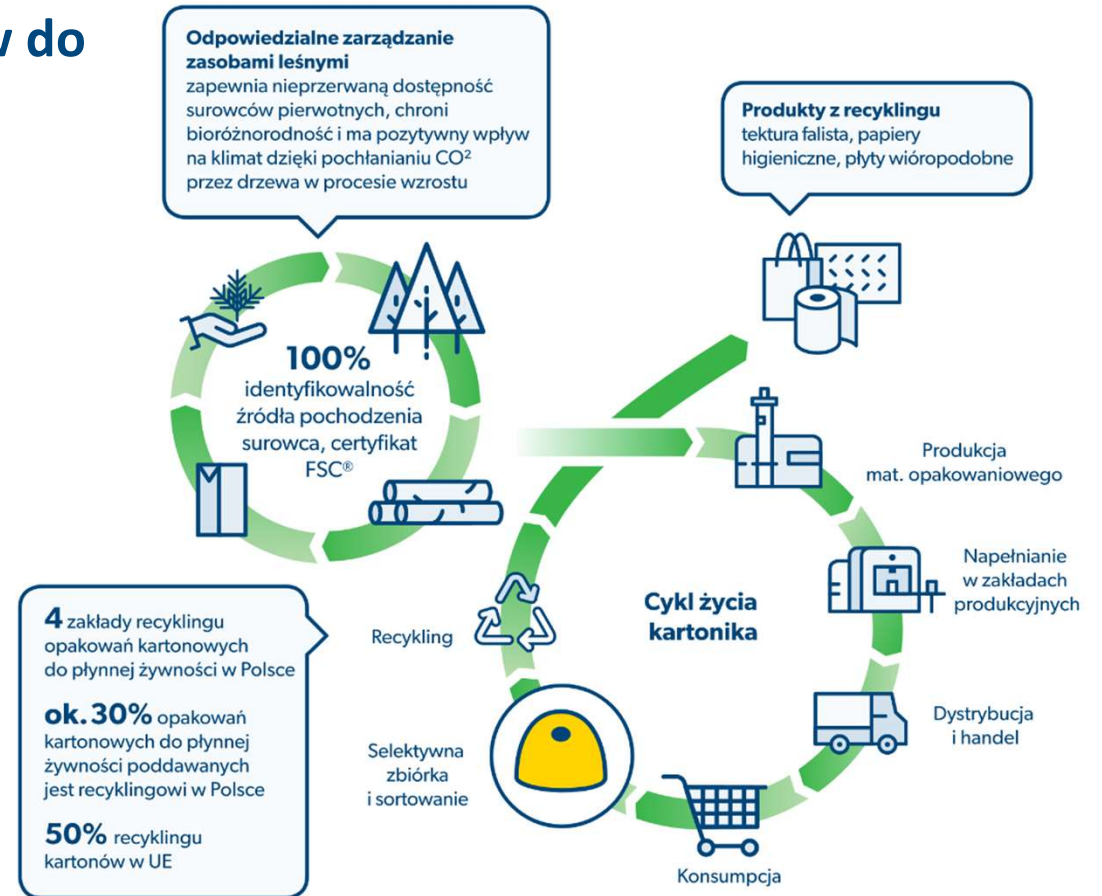 do
Odpowiedzialne zarządzanie
zasobami leśnymi
zapewnia nieprzerwaną dostępność
surowców pierwotnych, chroni
bioróżnorodność i ma pozytywny wpływ
na klimat dzięki pochłanianiu CO²
przez drzewa w procesie wzrostu
Produkty z recyklingu
tektura falista, papiery
higieniczne, płyty wióropodobne
100%
identyfikowalność
źródła pochodzenia
surowca, certyfikat
FSC®
Produkcja
mat. opakowaniowego
Napełnianie
w zakładach
produkcyjnych
Cykl życia
kartonika
Recykling
4 zakłady recyklingu
opakowań kartonowych
do płynnej żywności w Polsce
ok. 30% opakowań
kartonowych do płynnej
żywności poddawanych
jest recyklingowi w Polsce
50% recyklingu
kartonów w UE
Dystrybucja
i handel
Selektywna
zbiórka
i sortowanie
Konsumpcja